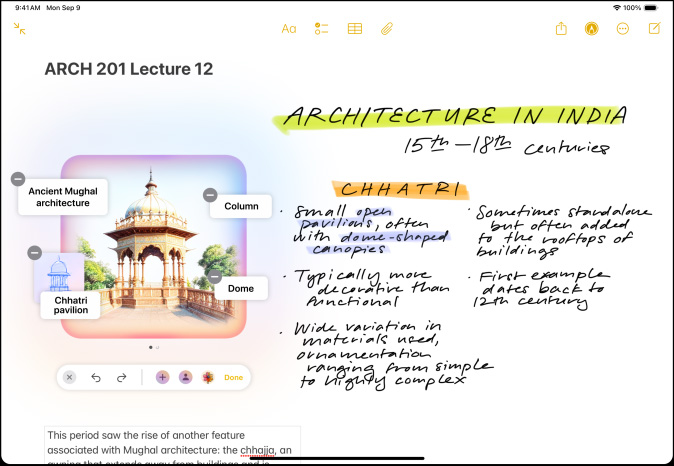 9:41AM Mon Sep 9
100%
Aa
ARCH 201 Lecture 12
Ancient Mughal
architecture
Column
Chhatri
pavilion
Dome
Done
ARCHITECTURE IN INDIA
15th – 18th centuries
CHHATRI
· Small open
pavilions, often
with dome-shaped
canopies
· Typically more
decorative than
functional
· Wide variation in
materials used,
ornamentation
ranging from simple
to highly complex
· Sometimes standalone
but often added
to the rooftops of
buildings
· First example
dates back to
12th century
This period saw the rise of another feature
associated with Mughal architecture: the chhajja, an
awning that extends away from buildings and in